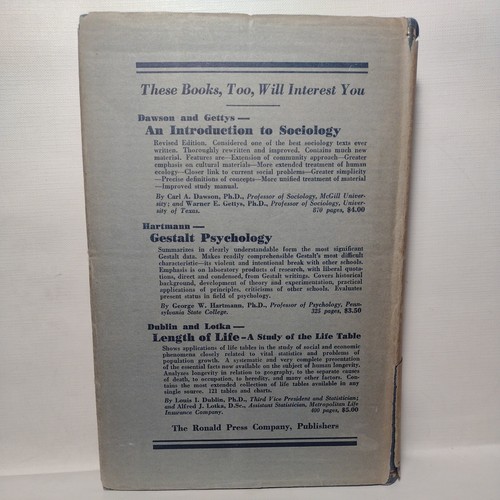 These Books, Too, Will Interest You
Dawson and Gettys—
An Introduction to Sociology
Revised Edition. Considered one of the best sociology texts ever
written. Thoroughly rewritten and improved. Contains much new
material. Features are—Extension of community approach—Greater
emphasis on cultural materials—More extended treatment of human
ecology—Closer link to current social problems—Greater simplicity
—Precise definitions of concepts—More unified treatment of material
—Improved study manual.
By Carl A. Dawson, Ph.D., Professor of Sociology, McGill Univer-
sity; and Warner E. Gettys, Ph.D., Professor of Sociology, Univer-
sity of Texas. 870 pages, $4.00
Hartmann—
Gestalt Psychology
Summarizes in clearly understandable form the most significant
Gestalt data. Makes readily comprehensible Gestalt's most difficult
characteristic—its violent and intentional break with other schools.
Emphasis is on laboratory products of research, with liberal quota-
tions, direct and condensed, from Gestalt writings. Covers historical
background, development of theory and experimentation, practical
applications of principles, criticisms of other schools. Evaluates
present status in field of psychology.
By George W. Hartmann, Ph.D., Professor of Psychology, Penn-
sylvania State College. 325 pages, $3.50
Dublin and Lotka—
Length of Life—A Study of the Life Table
Shows applications of life tables in the study of social and economic
phenomena closely related to vital statistics and problems of
population growth. A systematic and very complete presentation of
the essential facts now available on the subject of human longevity.
Analyzes longevity in relation to geography, to the separate causes
of death, to occupation, to heredity, and many other factors. Con-
tains the most extended collection of life tables available in any
single source. 121 tables and charts.
By Louis I. Dublin, Ph.D., Third Vice President and Statistician;
and Alfred J. Lotka, D.Sc., Assistant Statistician, Metropolitan Life
Insurance Company. 400 pages, $5.00
The Ronald Press Company, Publishers